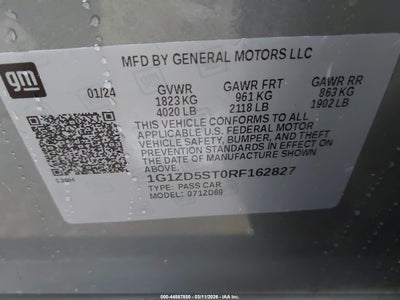 MFD BY GENERAL MOTORS LLC
gm
01/24 GVWR GAWR FRT GAWR RR
1823 KG 961 KG 863 KG
4020 LB 2118 LB 1902 LB
THIS VEHICLE CONFORMS TO ALL APPLICABLE
U.S. FEDERAL MOTOR
VEHICLE SAFETY, BUMPER, AND THEFT
PREVENTION STANDARDS IN EFFECT ON
THE DATE OF MANUFACTURE SHOWN
ABOVE.
1G1ZD5ST0RF162827
TYPE: PASS CAR
MODEL: 071ZD69
© 44587050 - 03/11/2026 - IAA Inc.